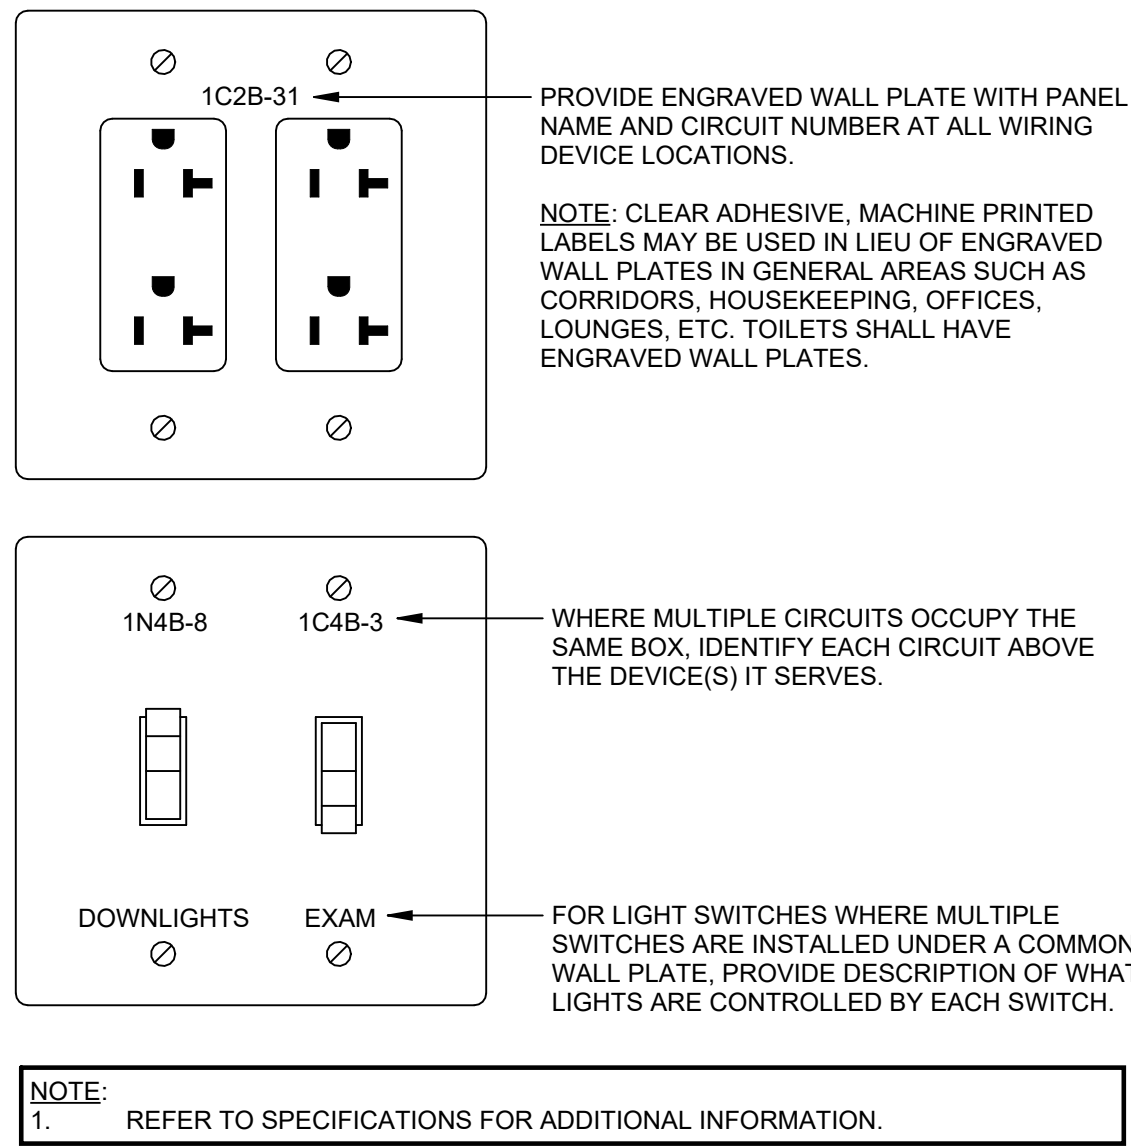 1C2B-31
PROVIDE ENGRAVED WALL PLATE WITH PANEL
NAME AND CIRCUIT NUMBER AT ALL WIRING
DEVICE LOCATIONS.
NOTE: CLEAR ADHESIVE, MACHINE PRINTED
LABELS MAY BE USED IN LIEU OF ENGRAVED
WALL PLATES IN GENERAL AREAS SUCH AS
CORRIDORS, HOUSEKEEPING, OFFICES,
LOUNGES, ETC. TOILETS SHALL HAVE
ENGRAVED WALL PLATES.
1N4B-8
1C4B-3
WHERE MULTIPLE CIRCUITS OCCUPY THE
SAME BOX, IDENTIFY EACH CIRCUIT ABOVE
THE DEVICE(S) IT SERVES.
DOWNLIGHTS
EXAM
FOR LIGHT SWITCHES WHERE MULTIPLE
SWITCHES ARE INSTALLED UNDER A COMMON
WALL PLATE, PROVIDE DESCRIPTION OF WHAT
LIGHTS ARE CONTROLLED BY EACH SWITCH.
NOTE:
1. REFER TO SPECIFICATIONS FOR ADDITIONAL INFORMATION.